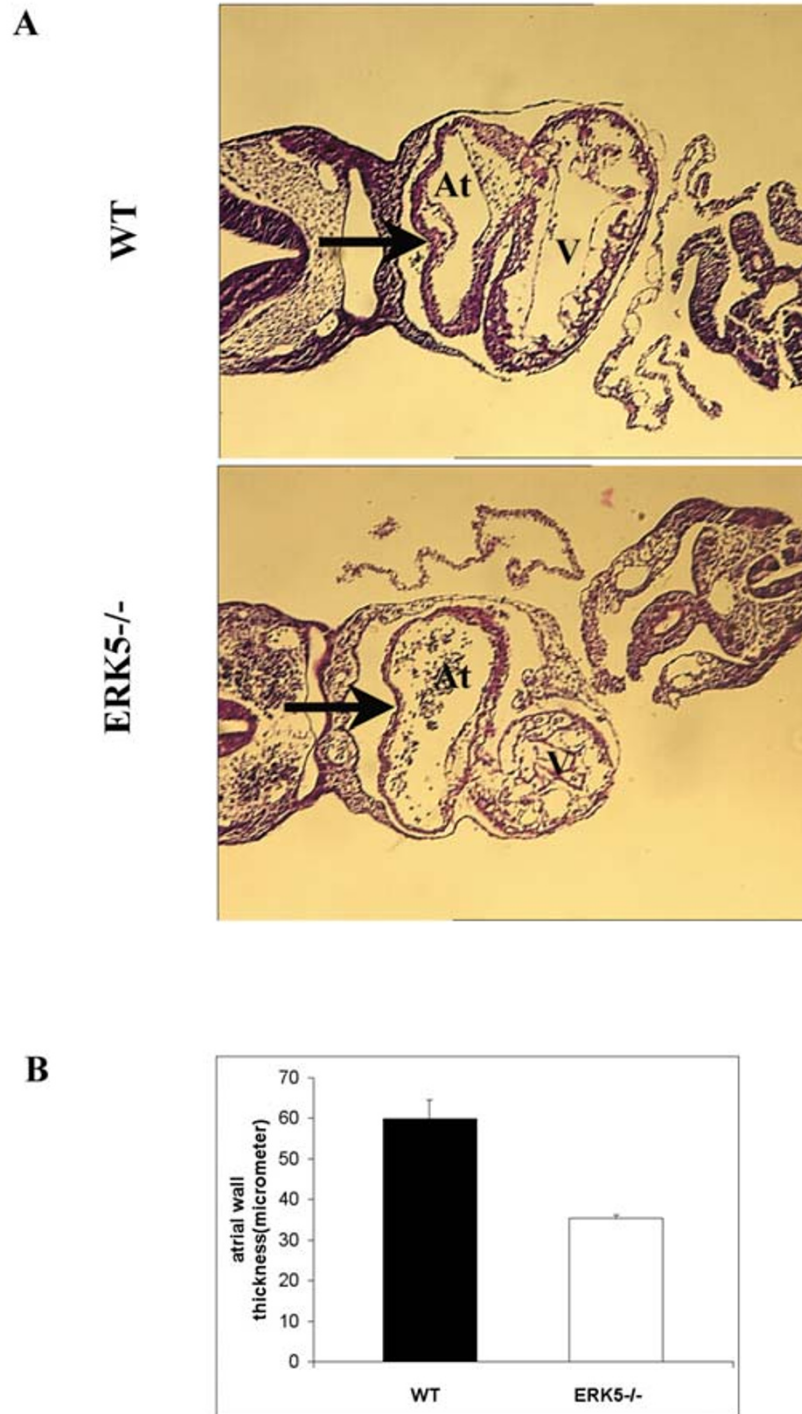 A
WT
At
V
ERK5-/-
At
V
B
atrial wall
thickness(micrometer)
70
60
50
40
30
20
10
0
WT
ERK5-/-